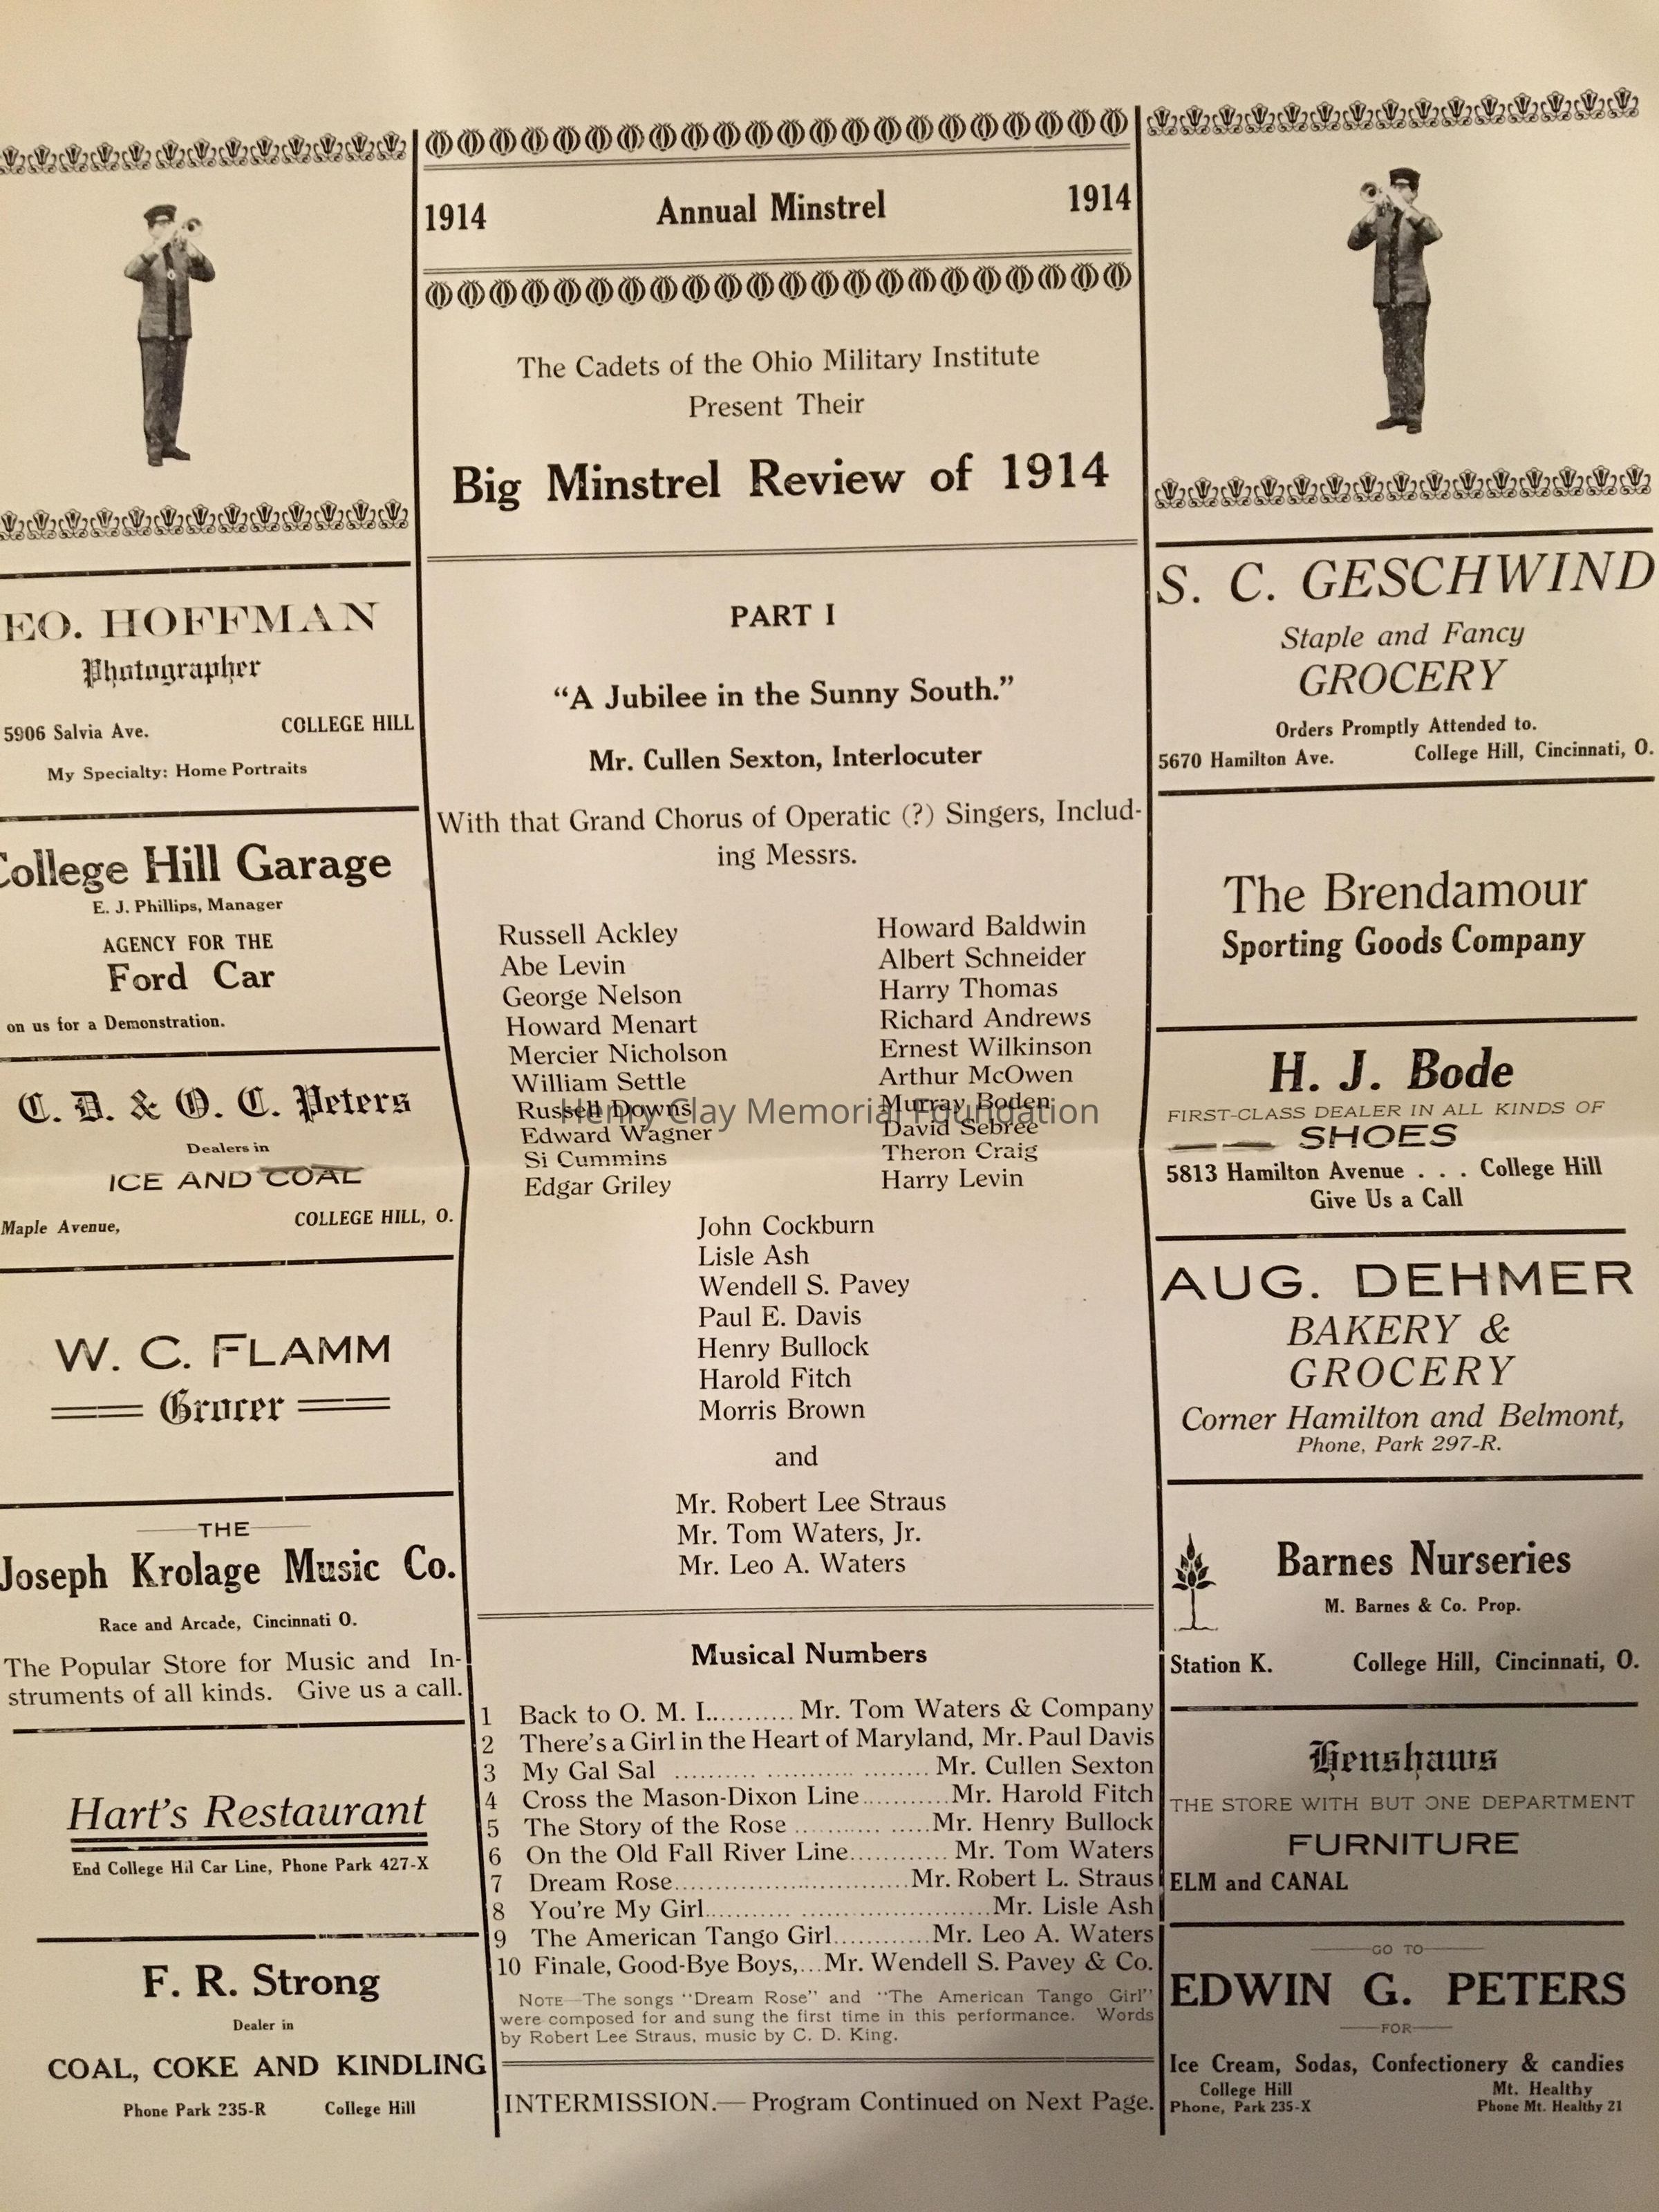 1914 Annual Minstrel 1914
The Cadets of the Ohio Military Institute
Present Their
Big Minstrel Review of 1914
PART I
"A Jubilee in the Sunny South."
Mr. Cullen Sexton, Interlocuter
With that Grand Chorus of Operatic (?) Singers, Includ-
ing Messrs.
Russell Ackley
Abe Levin
George Nelson
Howard Menart
Mercier Nicholson
William Settle
Russell Downs
Edward Wagner
Si Cummins
Edgar Griley
Howard Baldwin
Albert Schneider
Harry Thomas
Richard Andrews
Ernest Wilkinson
Arthur McOwen
Murray Boden
David Sebree
Theron Craig
Harry Levin
Henry Clay Memorial Foundation
John Cockburn
Lisle Ash
Wendell S. Pavey
Paul E. Davis
Henry Bullock
Harold Fitch
Morris Brown
and
Mr. Robert Lee Straus
Mr. Tom Waters, Jr.
Mr. Leo A. Waters
Musical Numbers
1 Back to O. M. I........... Mr. Tom Waters & Company
2 There's a Girl in the Heart of Maryland, Mr. Paul Davis
3 My Gal Sal .......... ............ ........ Mr. Cullen Sexton
4 Cross the Mason-Dixon Line...........Mr. Harold Fitch
5 The Story of the Rose ........... .....Mr. Henry Bullock
6 On the Old Fall River Line............ Mr. Tom Waters
7 Dream Rose..............................Mr. Robert L. Straus
8 You're My Girl.......... ........................Mr. Lisle Ash
9 The American Tango Girl............Mr. Leo A. Waters
10 Finale, Good-Bye Boys,...Mr. Wendell S. Pavey & Co.
NOTE—The songs "Dream Rose" and "The American Tango Girl"
were composed for and sung the first time in this performance. Words
by Robert Lee Straus, music by C. D. King.
INTERMISSION.— Program Continued on Next Page.
EO. HOFFMAN
Photographer
5906 Salvia Ave. COLLEGE HILL
My Specialty: Home Portraits
College Hill Garage
E. J. Phillips, Manager
AGENCY FOR THE
Ford Car
on us for a Demonstration.
C. D. & O. C. Peters
Dealers in
ICE AND COAL
Maple Avenue, COLLEGE HILL, O.
W. C. FLAMM
Grocer
THE
Joseph Krolage Music Co.
Race and Arcade, Cincinnati O.
The Popular Store for Music and In-
struments of all kinds. Give us a call.
Hart's Restaurant
End College Hil Car Line, Phone Park 427-X
F. R. Strong
Dealer in
COAL, COKE AND KINDLING
Phone Park 235-R College Hill
S. C. GESCHWIND
Staple and Fancy
GROCERY
Orders Promptly Attended to.
5670 Hamilton Ave. College Hill, Cincinnati, O.
The Brendamour
Sporting Goods Company
H. J. Bode
FIRST-CLASS DEALER IN ALL KINDS OF
SHOES
5813 Hamilton Avenue . . . College Hill
Give Us a Call
AUG. DEHMER
BAKERY &
GROCERY
Corner Hamilton and Belmont,
Phone, Park 297-R.
Barnes Nurseries
M. Barnes & Co. Prop.
Station K. College Hill, Cincinnati, O.
Henshaws
THE STORE WITH BUT ONE DEPARTMENT
FURNITURE
ELM and CANAL
GO TO
EDWIN G. PETERS
FOR
Ice Cream, Sodas, Confectionery & candies
College Hill Mt. Healthy
Phone, Park 235-X Phone Mt. Healthy 21